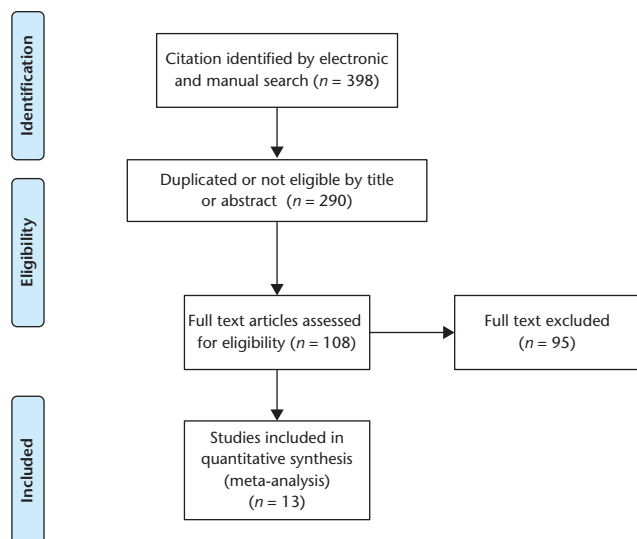 Identification
Citation identified by electronic
and manual search (n = 398)
Duplicated or not eligible by title
or abstract (n = 290)
Eligibility
Full text articles assessed
for eligibility (n = 108)
Full text excluded
(n = 95)
Included
Studies included in
quantitative synthesis
(meta-analysis)
(n = 13)